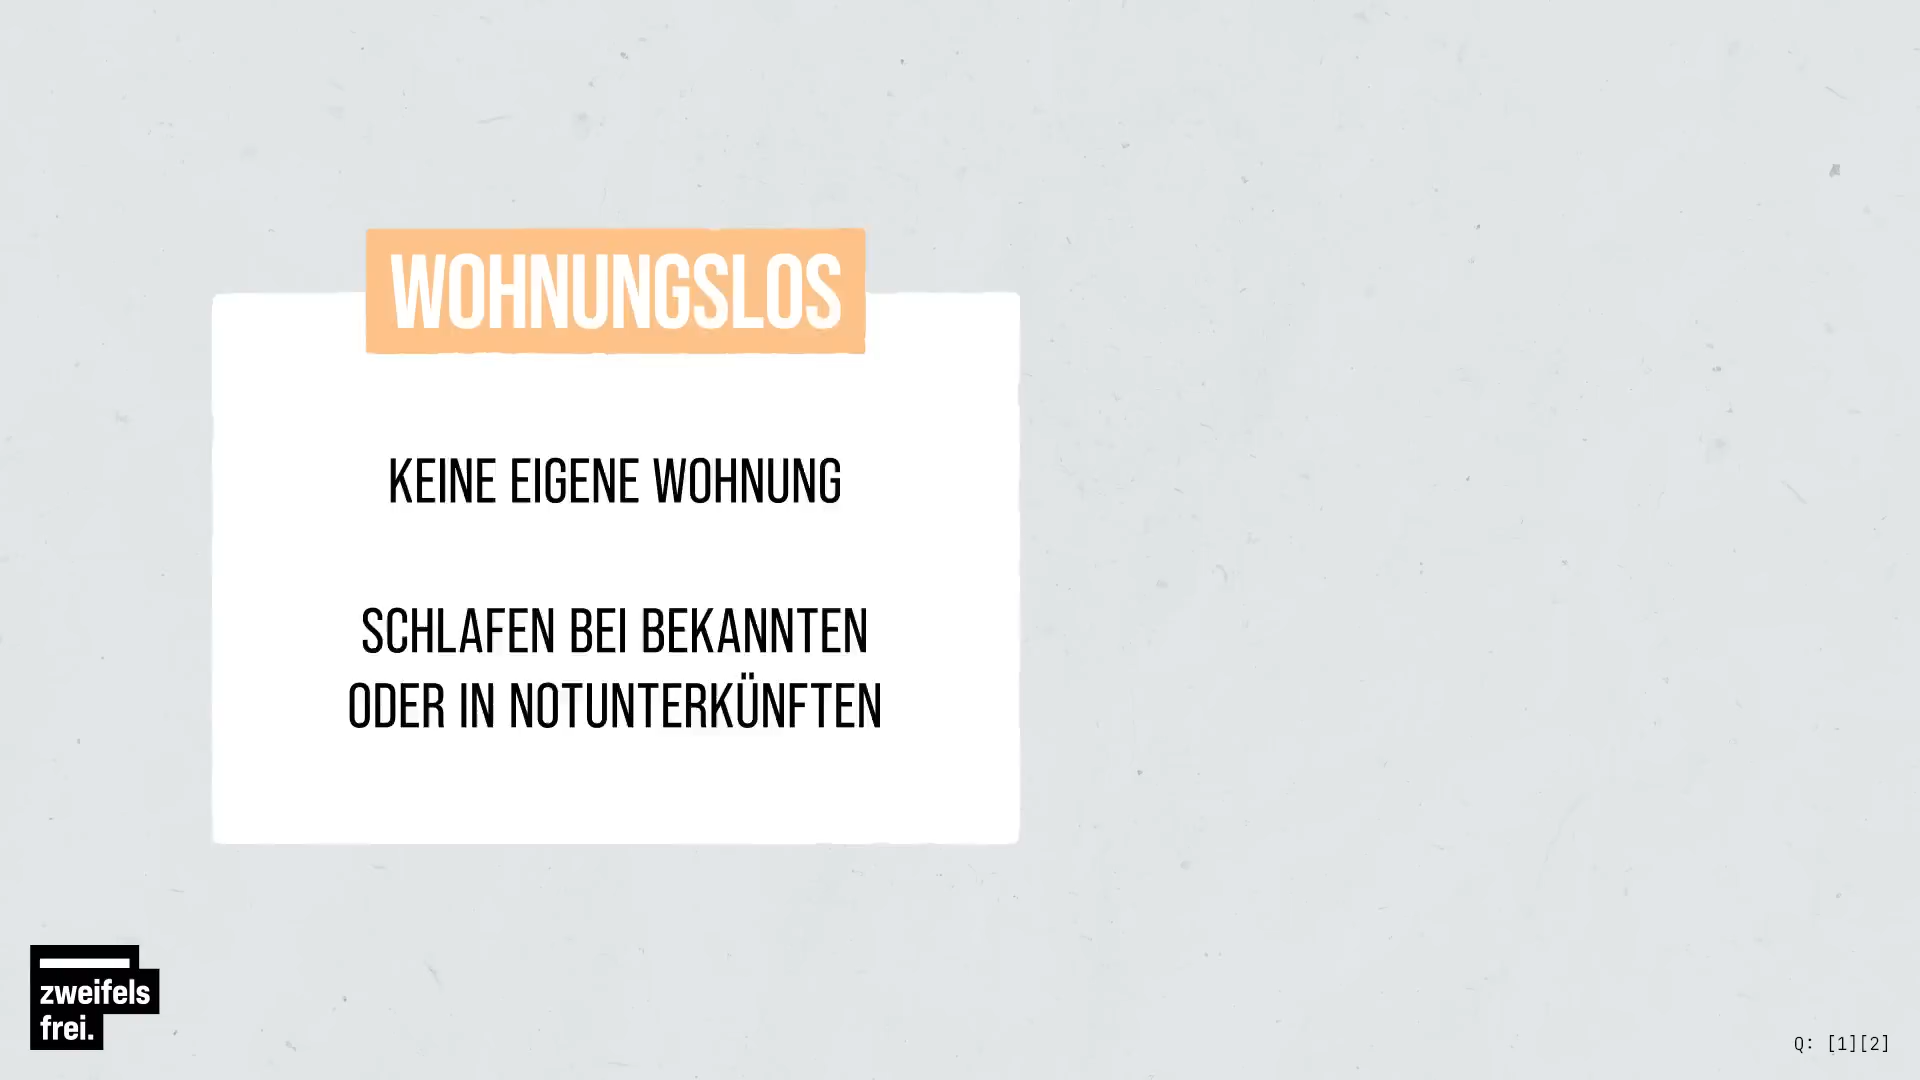 WOHNUNGSLOS
KEINE EIGENE WOHNUNG
SCHLAFEN BEI BEKANNTEN
ODER IN NOTUNTERKÜNFTEN
zweifels
frei.
Q: [1][2]